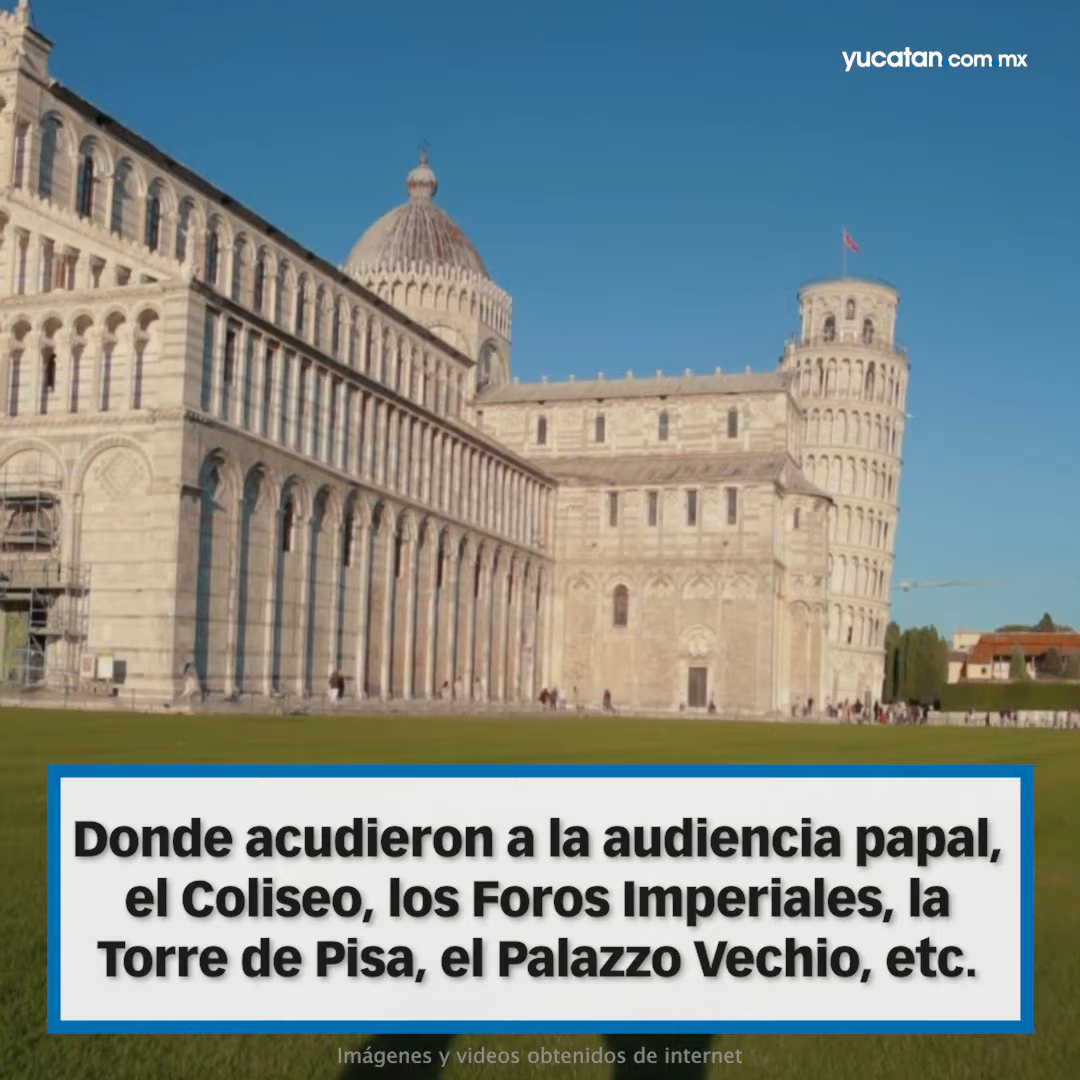 yucatan.com.mx
Donde acudieron a la audiencia papal,
el Coliseo, los Foros Imperiales, la
Torre de Pisa, el Palazzo Vechio, etc.
Imágenes y videos obtenidos de internet